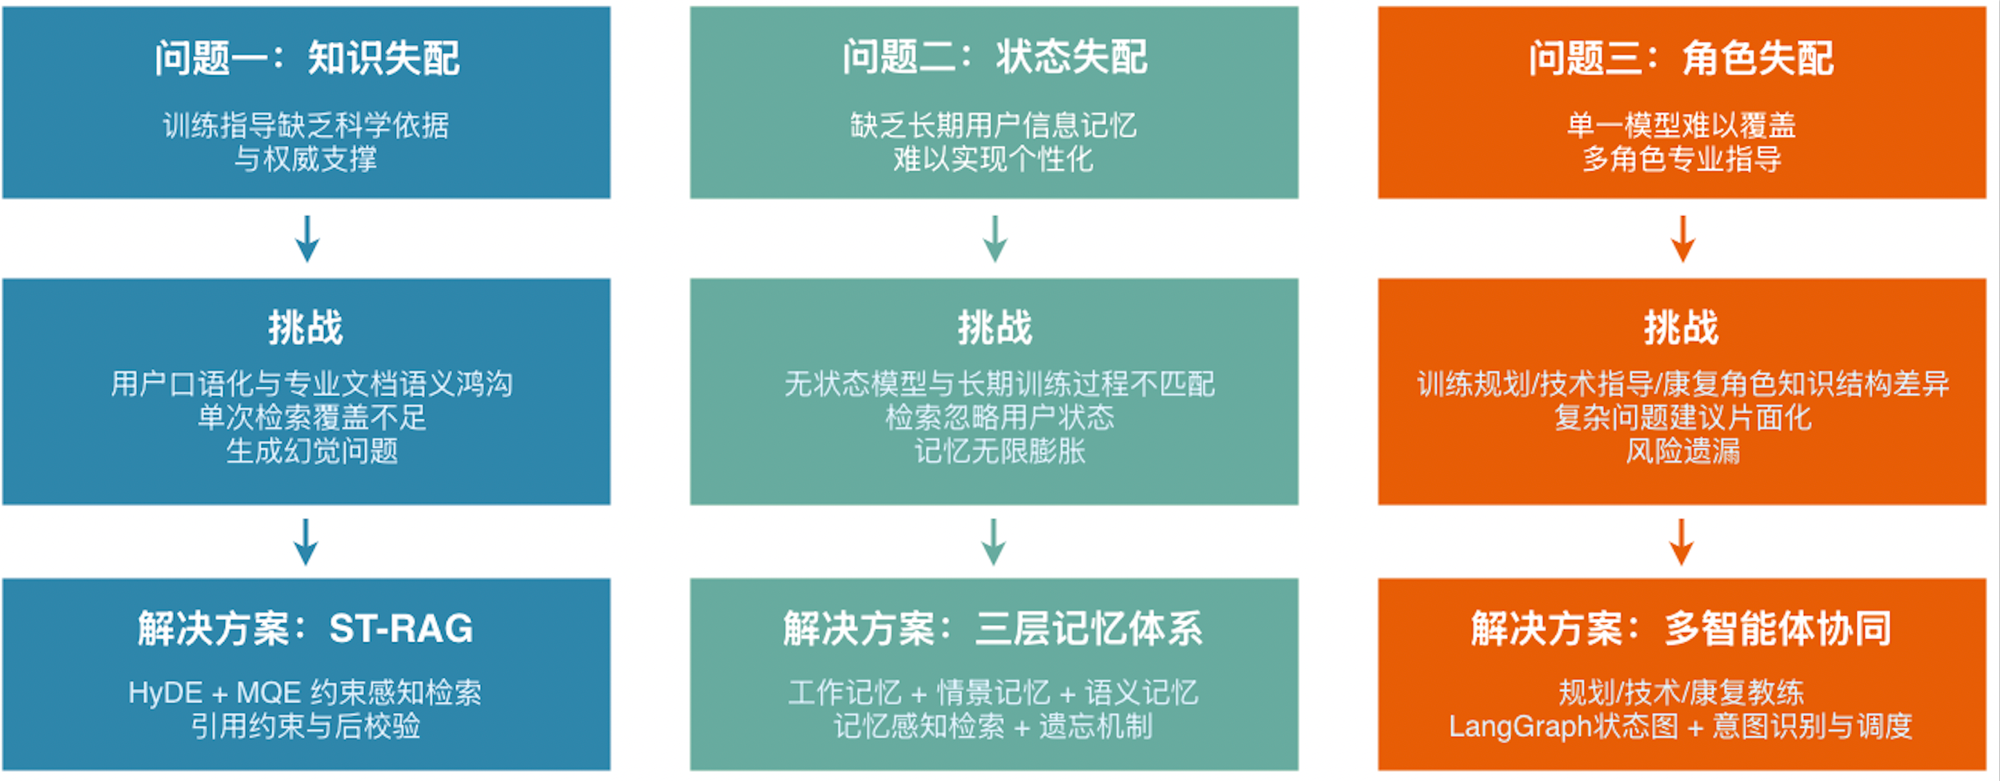 问题一：知识失配
训练指导缺乏科学依据
与权威支撑
挑战
用户口语化与专业文档语义鸿沟
单次检索覆盖不足
生成幻觉问题
解决方案：ST-RAG
HyDE + MQE 约束感知检索
引用约束与后校验
问题二：状态失配
缺乏长期用户信息记忆
难以实现个性化
挑战
无状态模型与长期训练过程不匹配
检索忽略用户状态
记忆无限膨胀
解决方案：三层记忆体系
工作记忆 + 情景记忆 + 语义记忆
记忆感知检索 + 遗忘机制
问题三：角色失配
单一模型难以覆盖
多角色专业指导
挑战
训练规划/技术指导/康复角色知识结构差异
复杂问题建议片面化
风险遗漏
解决方案：多智能体协同
规划/技术/康复教练
LangGraph状态图 + 意图识别与调度